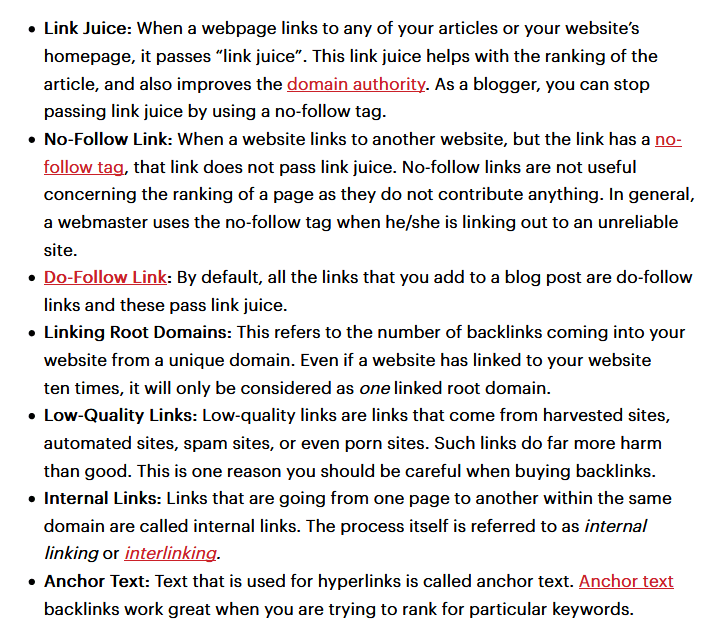 • Link Juice: When a webpage links to any of your articles or your website’s
homepage, it passes “link juice”. This link juice helps with the ranking of the
article, and also improves the domain authority. As a blogger, you can stop
passing link juice by using a no-follow tag.
• No-Follow Link: When a website links to another website, but the link has a no-
follow tag, that link does not pass link juice. No-follow links are not useful
concerning the ranking of a page as they do not contribute anything. In general,
a webmaster uses the no-follow tag when he/she is linking out to an unreliable
site.
• Do-Follow Link: By default, all the links that you add to a blog post are do-follow
links and these pass link juice.
• Linking Root Domains: This refers to the number of backlinks coming into your
website from a unique domain. Even if a website has linked to your website
ten times, it will only be considered as one linked root domain.
• Low-Quality Links: Low-quality links are links that come from harvested sites,
automated sites, spam sites, or even porn sites. Such links do far more harm
than good. This is one reason you should be careful when buying backlinks.
• Internal Links: Links that are going from one page to another within the same
domain are called internal links. The process itself is referred to as internal
linking or interlinking.
• Anchor Text: Text that is used for hyperlinks is called anchor text. Anchor text
backlinks work great when you are trying to rank for particular keywords.